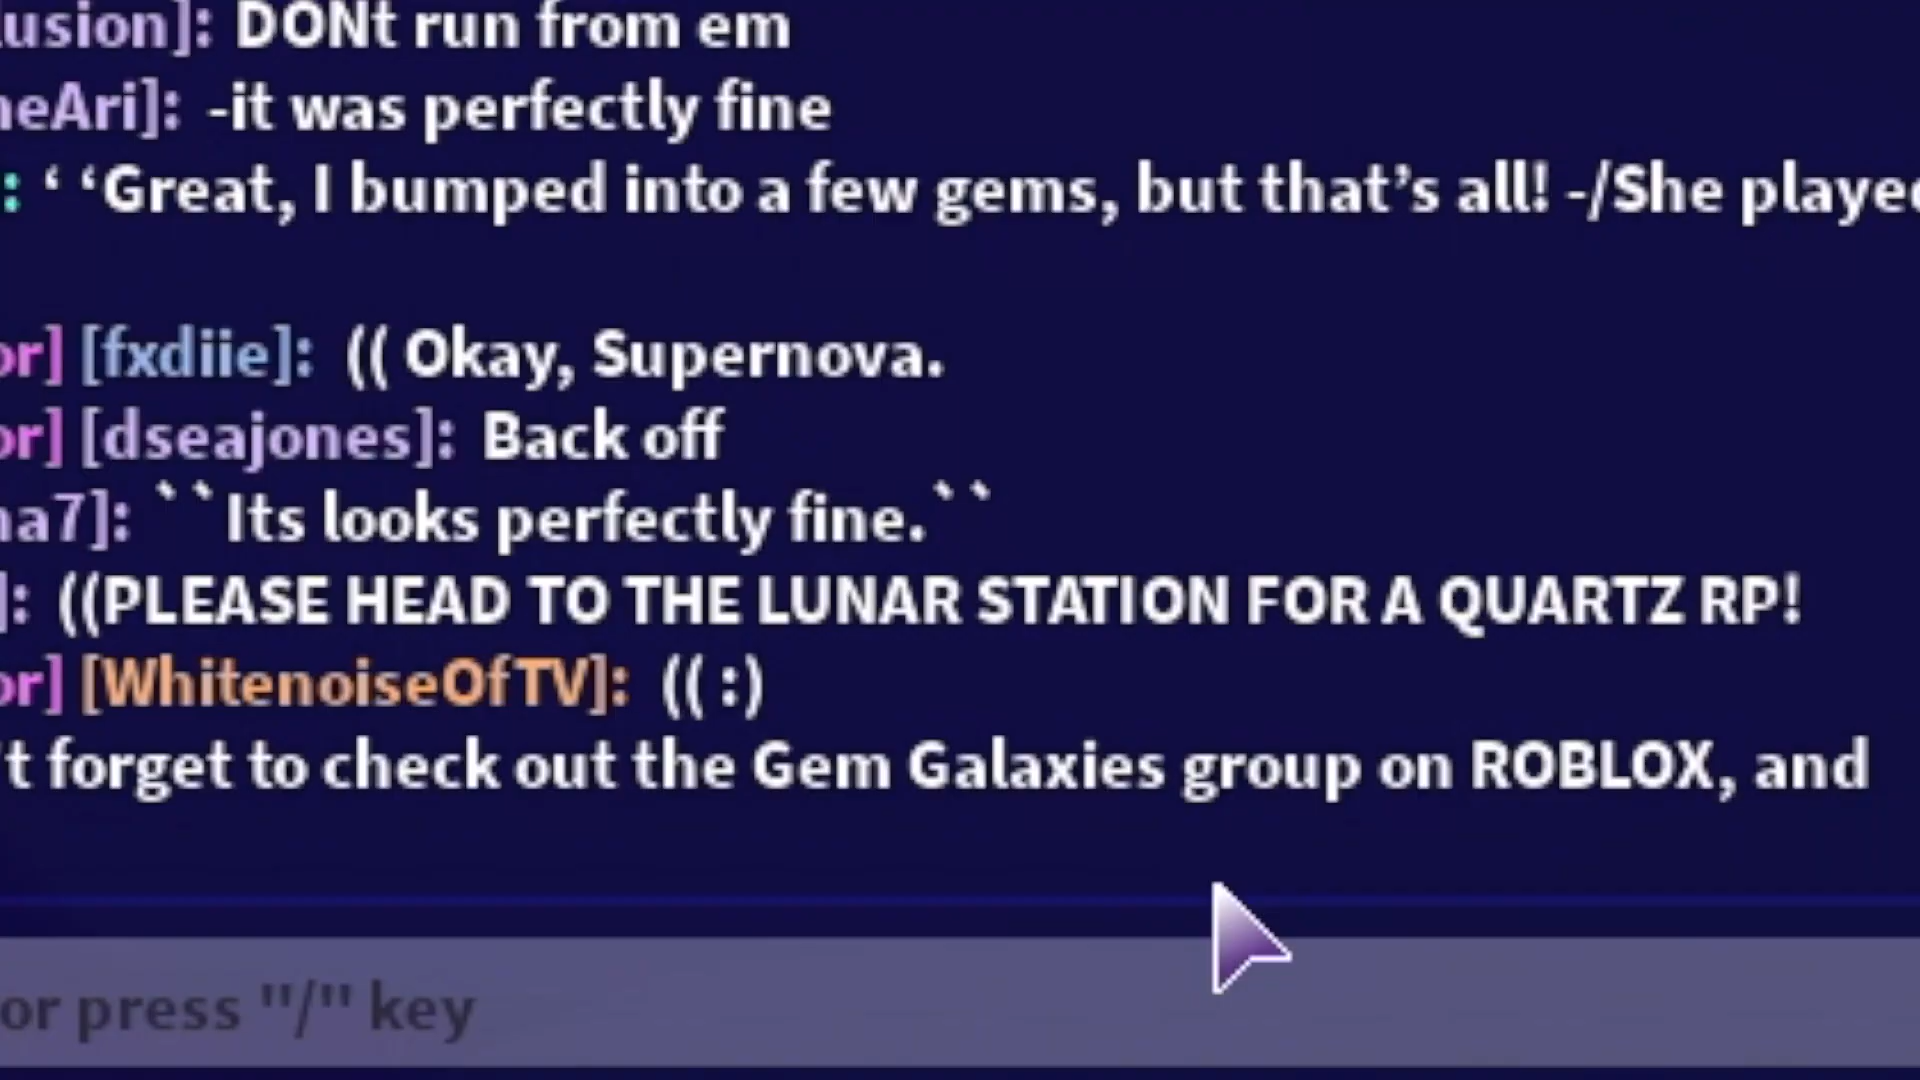 lusion]: DONt run from em
neAri]: -it was perfectly fine
: ‘ ‘Great, I bumped into a few gems, but that’s all! -/She played
or] [fxdiie]: (( Okay, Supernova.
or] [dseajones]: Back off
na7]: ``Its looks perfectly fine.``
]: ((PLEASE HEAD TO THE LUNAR STATION FOR A QUARTZ RP!
or] [WhitenoiseOfTV]: (( :)
't forget to check out the Gem Galaxies group on ROBLOX, and
or press "/" key